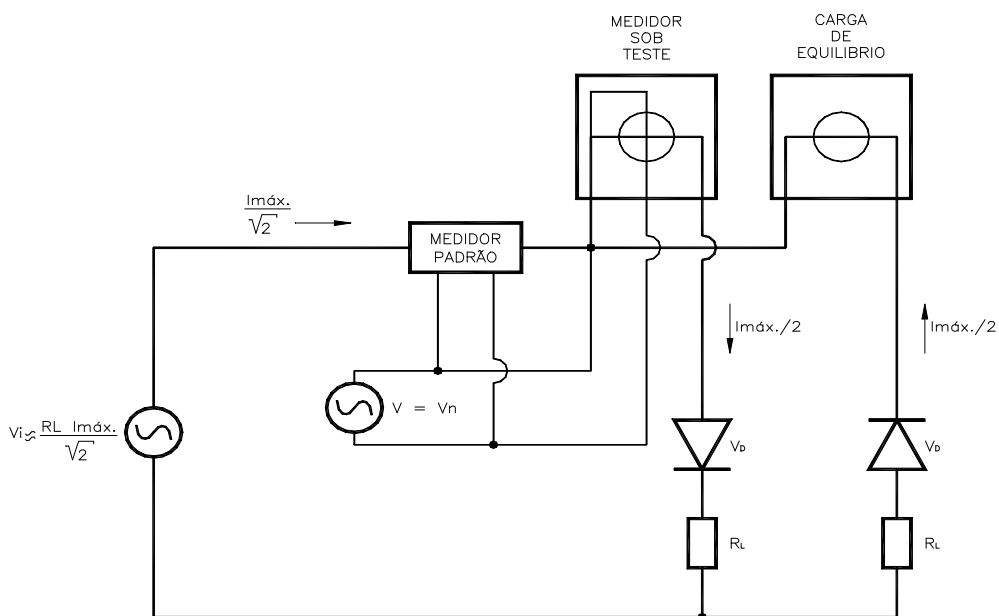 MEDIDOR
SOB
TESTE
CARGA
DE
EQUILIBRIO
Imáx.
√2
MEDIDOR
PADRÃO
Imáx./2
Imáx./2
V = Vn
Vi≈ RL Imáx.
√2
VD
VD
RL
RL